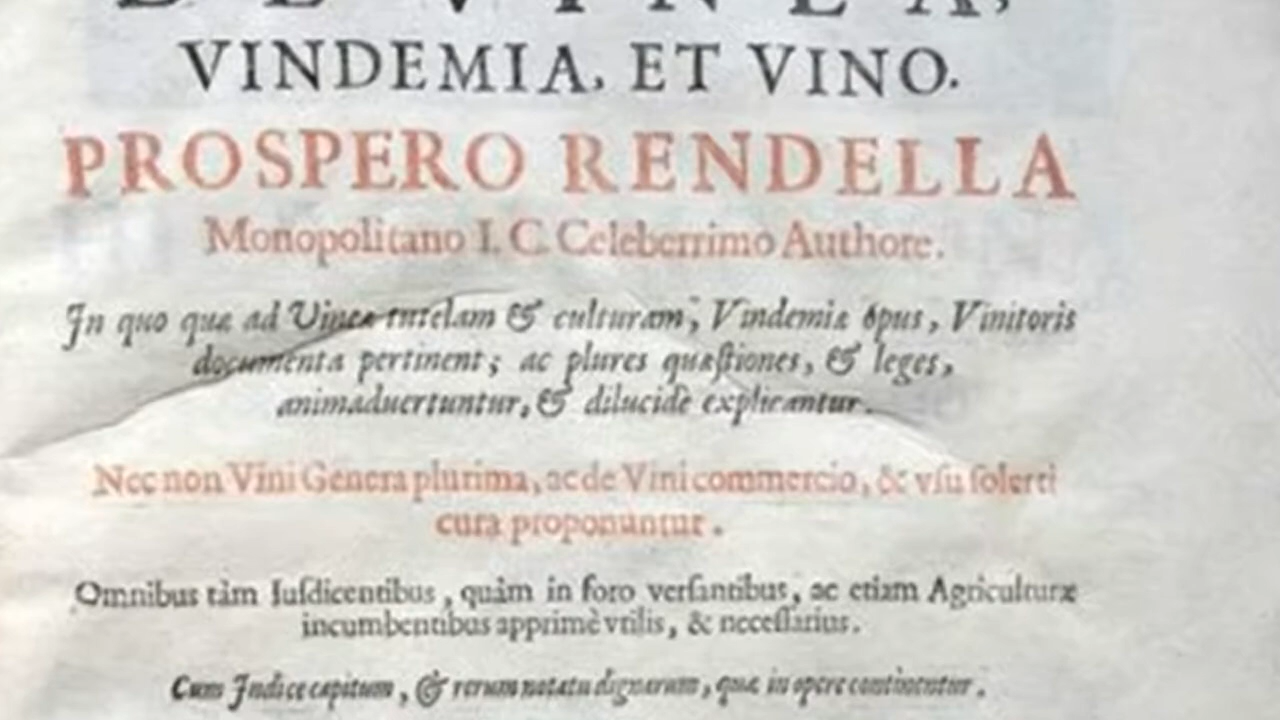 DE VINEA,
VINDEMIA, ET VINO.
PROSPERO RENDELLA
Monopolitano I. C. Celeberrimo Authore.
In quo quæ ad Vineæ tutelam & culturam, Vindemiæ opus, Vinitoris
documenta pertinent; ac plures quæſtiones, & leges,
animaduertuntur, & dilucidè explicantur.
Nec non Vini Genera plurima, ac de Vini commercio, & vſu ſolerti
cura proponuntur.
Omnibus tàm Iuſdicentibus, quàm in foro verſantibus, ac etiam Agriculturæ
incumbentibus apprimè vtilis, & neceſſarius.
Cum Indice capitum, & rerum notatu dignarum, quæ in opere continentur.